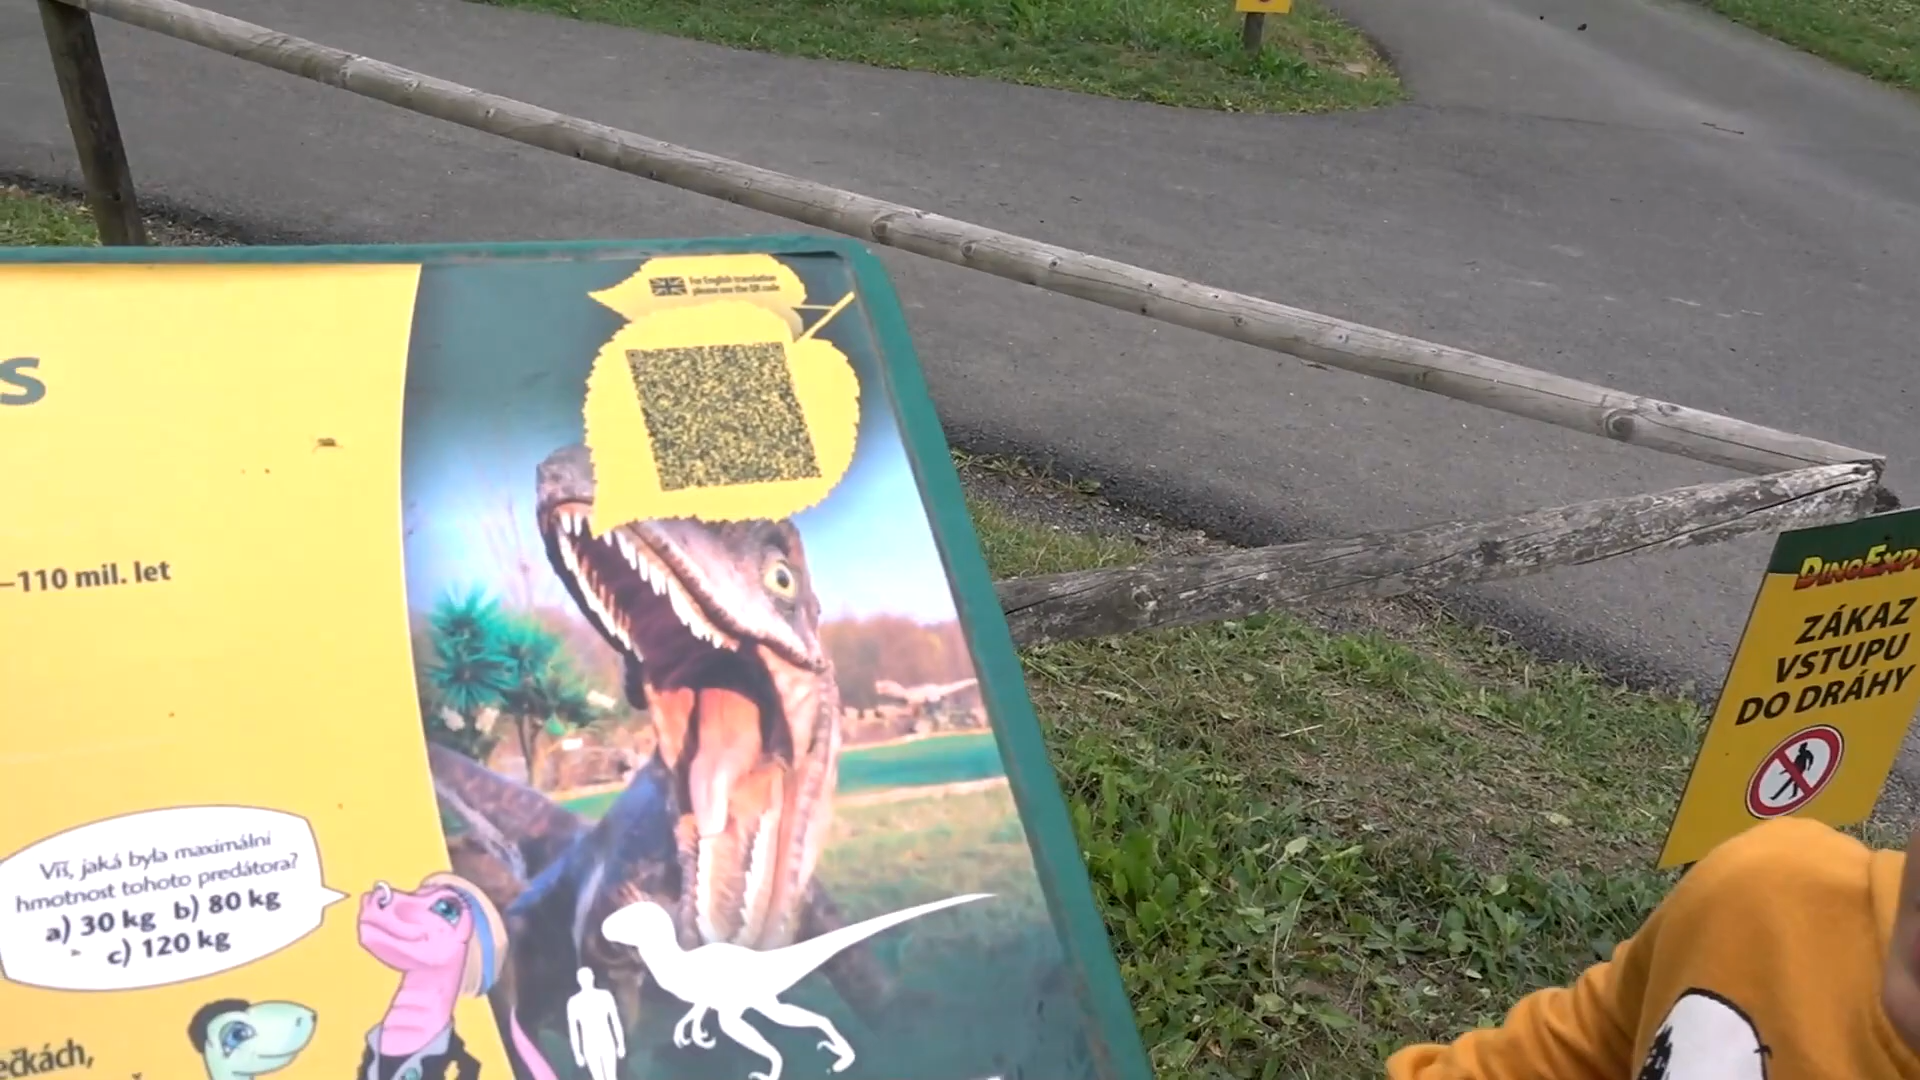 For English translation
please use the QR code
s
–110 mil. let
Víš, jaká byla maximální
hmotnost tohoto predátora?
a) 30 kg b) 80 kg
c) 120 kg
ečkách,
DINOEXP
ZÁKAZ
VSTUPU
DO DRÁHY